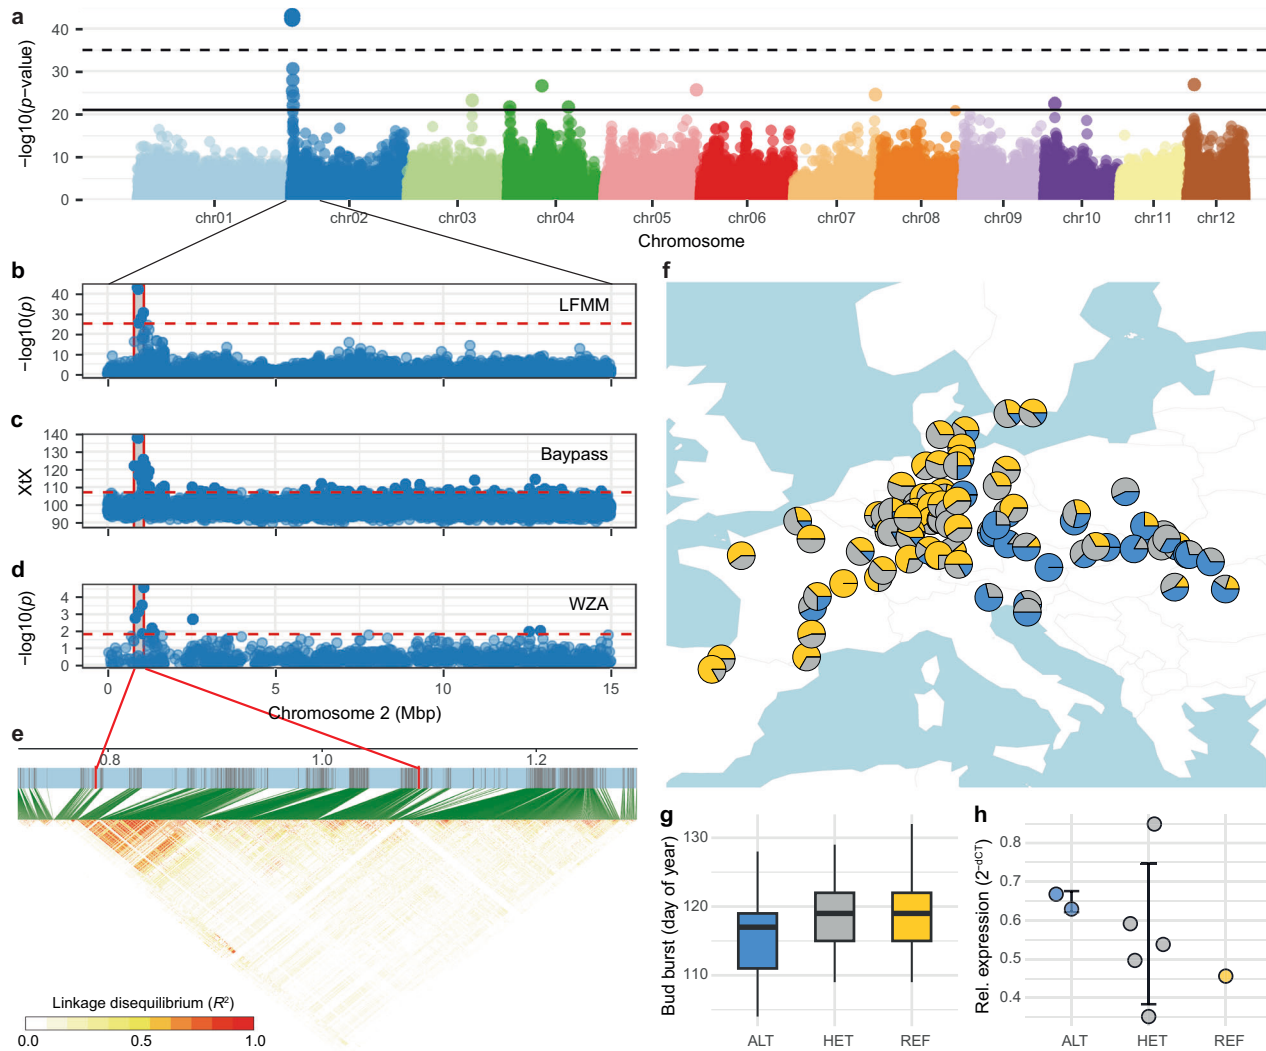 a
−log10(p−value)
40
30
20
10
0
chr01
chr02
chr03
chr04
chr05
chr06
chr07
chr08
chr09
chr10
chr11
chr12
Chromosome
b
−log10(p)
40
30
20
10
0
LFMM
c
XtX
140
130
120
110
100
90
Baypass
d
−log10(p)
4
3
2
1
0
WZA
0
5
10
15
Chromosome 2 (Mbp)
e
0.8
1.0
1.2
Linkage disequilibrium (R²)
0.0
0.5
1.0
f
g
Bud burst (day of year)
130
120
110
ALT
HET
REF
h
Rel. expression (2⁻ᵈCT)
0.8
0.7
0.6
0.5
0.4
ALT
HET
REF